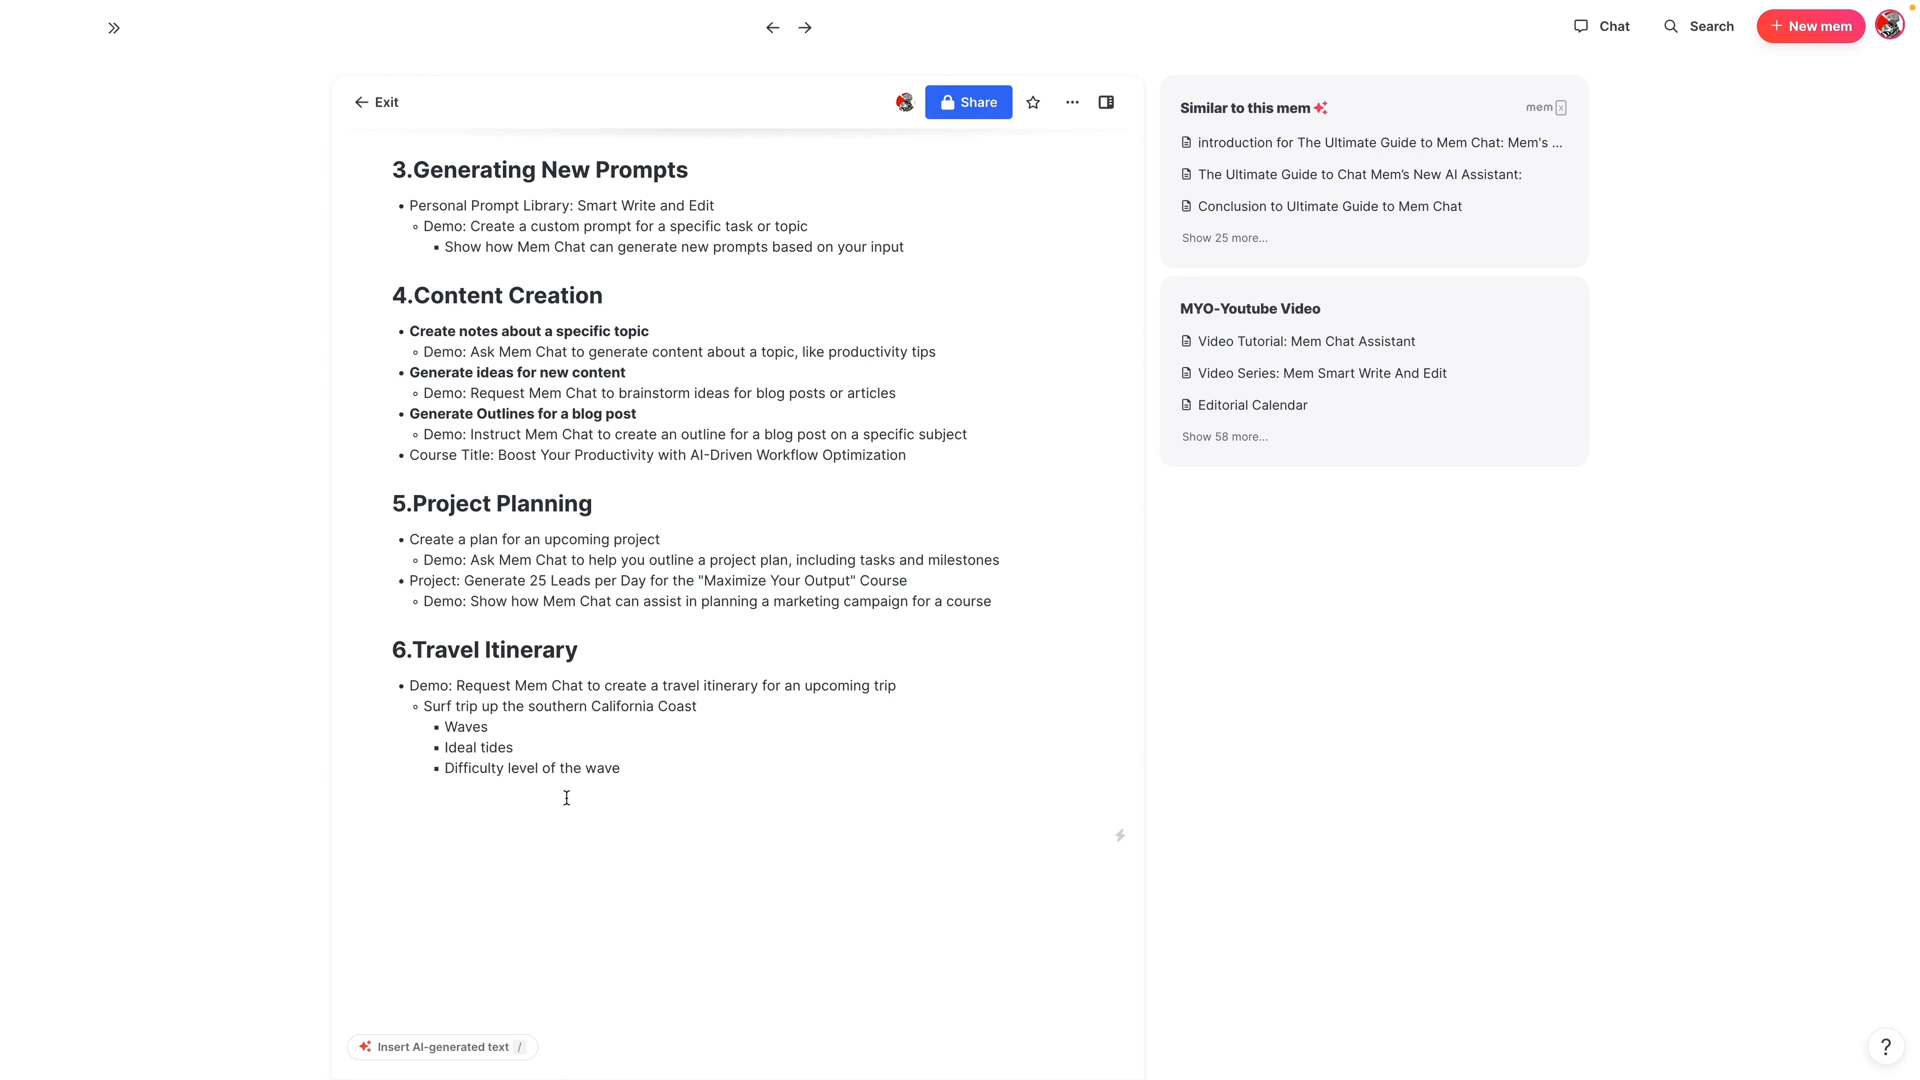 Chat
Search
+ New mem
Exit
Share
3.Generating New Prompts
• Personal Prompt Library: Smart Write and Edit
◦ Demo: Create a custom prompt for a specific task or topic
▪ Show how Mem Chat can generate new prompts based on your input
4.Content Creation
• Create notes about a specific topic
◦ Demo: Ask Mem Chat to generate content about a topic, like productivity tips
• Generate ideas for new content
◦ Demo: Request Mem Chat to brainstorm ideas for blog posts or articles
• Generate Outlines for a blog post
◦ Demo: Instruct Mem Chat to create an outline for a blog post on a specific subject
• Course Title: Boost Your Productivity with AI-Driven Workflow Optimization
5.Project Planning
• Create a plan for an upcoming project
◦ Demo: Ask Mem Chat to help you outline a project plan, including tasks and milestones
• Project: Generate 25 Leads per Day for the "Maximize Your Output" Course
◦ Demo: Show how Mem Chat can assist in planning a marketing campaign for a course
6.Travel Itinerary
• Demo: Request Mem Chat to create a travel itinerary for an upcoming trip
◦ Surf trip up the southern California Coast
▪ Waves
▪ Ideal tides
▪ Difficulty level of the wave
Insert AI-generated text /
Similar to this mem
mem x
introduction for The Ultimate Guide to Mem Chat: Mem's ...
The Ultimate Guide to Chat Mem’s New AI Assistant:
Conclusion to Ultimate Guide to Mem Chat
Show 25 more...
MYO-Youtube Video
Video Tutorial: Mem Chat Assistant
Video Series: Mem Smart Write And Edit
Editorial Calendar
Show 58 more...
?